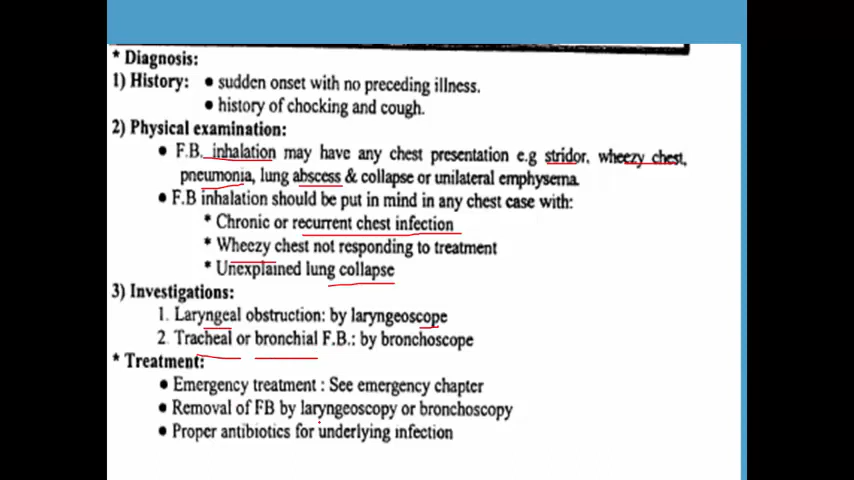 * Diagnosis:
1) History: ● sudden onset with no preceding illness.
● history of chocking and cough.
2) Physical examination:
● F.B. inhalation may have any chest presentation e.g stridor, wheezy chest,
pneumonia, lung abscess & collapse or unilateral emphysema.
● F.B inhalation should be put in mind in any chest case with:
* Chronic or recurrent chest infection
* Wheezy chest not responding to treatment
* Unexplained lung collapse
3) Investigations:
1. Laryngeal obstruction: by laryngeoscope
2. Tracheal or bronchial F.B.: by bronchoscope
* Treatment:
● Emergency treatment : See emergency chapter
● Removal of FB by laryngeoscopy or bronchoscopy
● Proper antibiotics for underlying infection